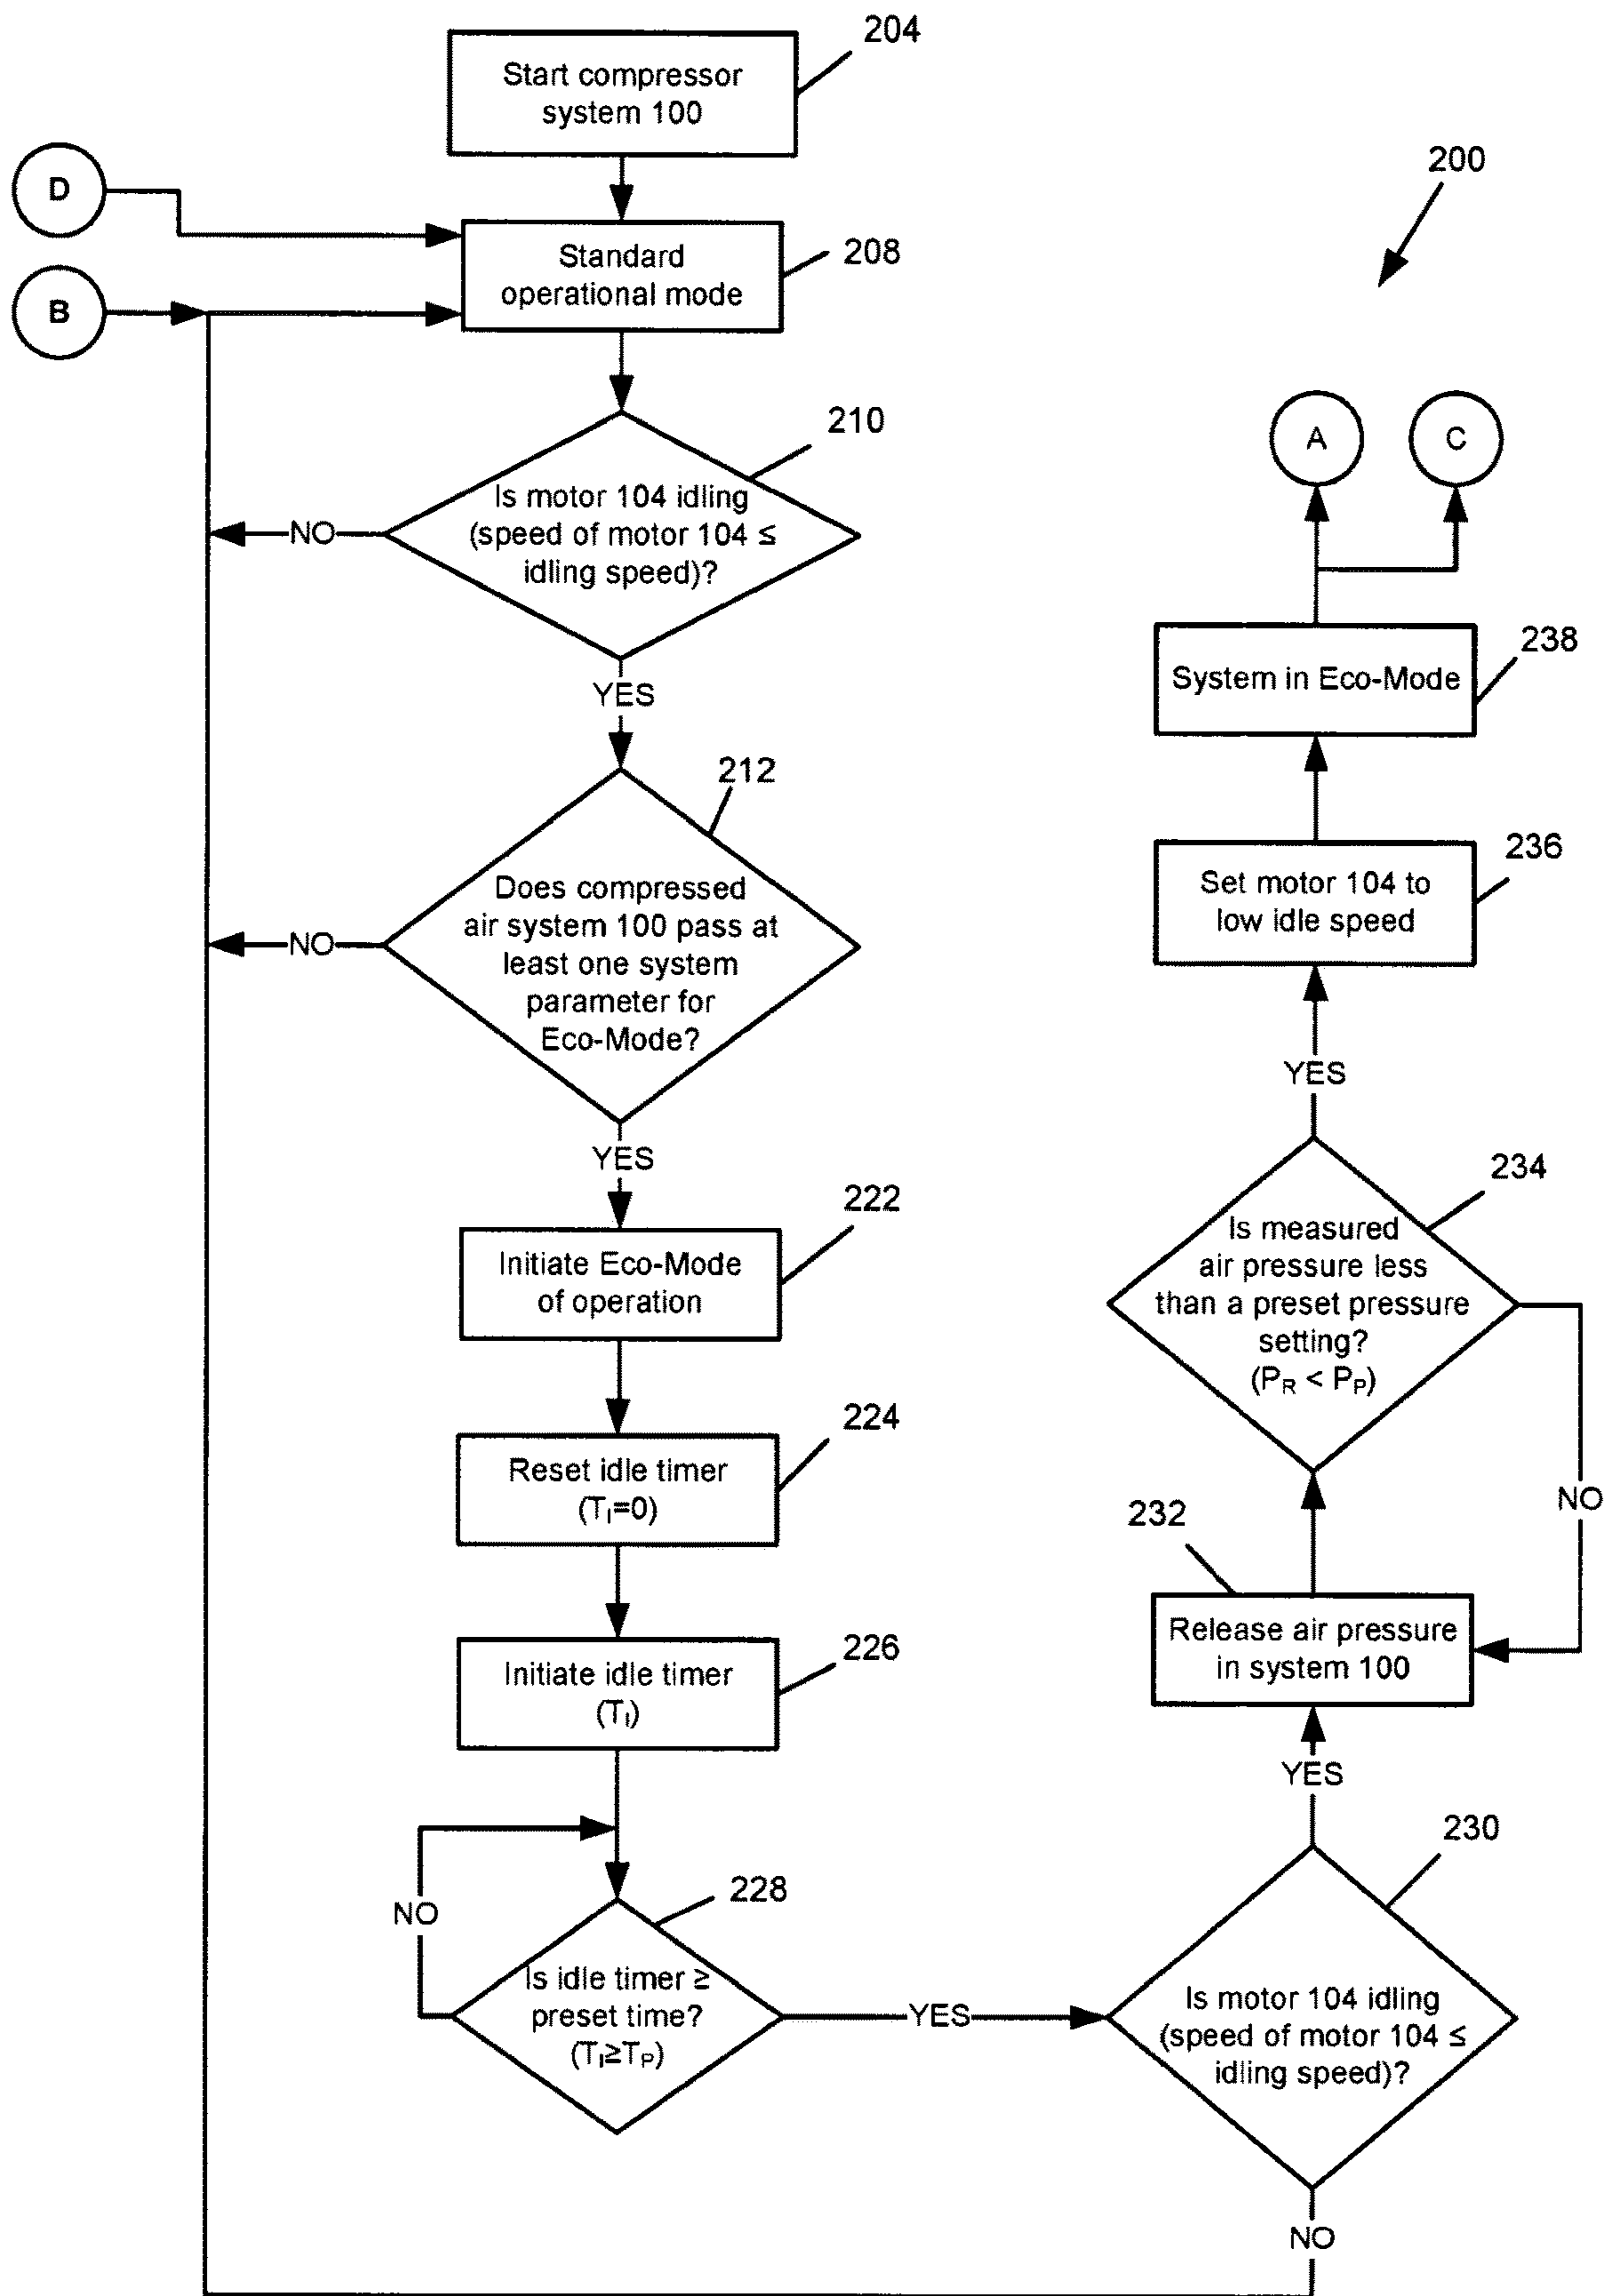 204
Start compressor
system 100
D
200
208
Standard
operational mode
B
210
Is motor 104 idling
(speed of motor 104 ≤
idling speed)?
NO
YES
212
Does compressed
air system 100 pass at
least one system
parameter for
Eco-Mode?
NO
YES
222
Initiate Eco-Mode
of operation
224
Reset idle timer
(T_I=0)
226
Initiate idle timer
(T_I)
NO
228
Is idle timer ≥
preset time?
(T_I≥T_P)
YES
230
Is motor 104 idling
(speed of motor 104 ≤
idling speed)?
NO
YES
232
Release air pressure
in system 100
234
Is measured
air pressure less
than a preset pressure
setting?
(P_R < P_P)
NO
YES
236
Set motor 104 to
low idle speed
238
System in Eco-Mode
A
C